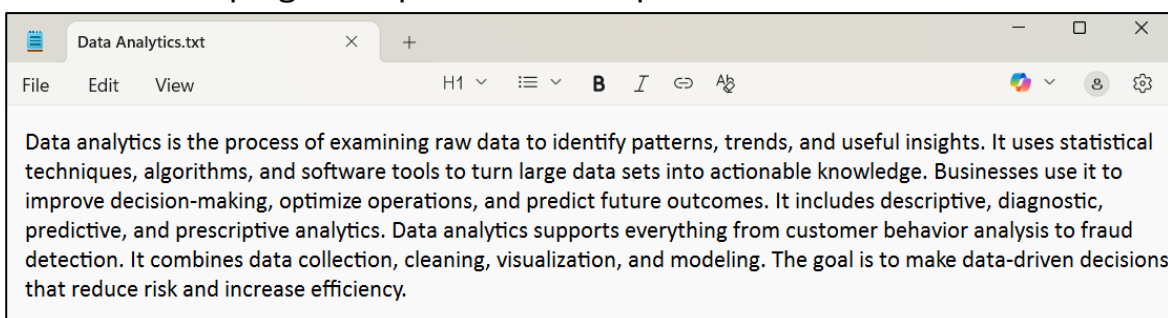 Data Analytics.txt
File Edit View H1 B I
Data analytics is the process of examining raw data to identify patterns, trends, and useful insights. It uses statistical
techniques, algorithms, and software tools to turn large data sets into actionable knowledge. Businesses use it to
improve decision-making, optimize operations, and predict future outcomes. It includes descriptive, diagnostic,
predictive, and prescriptive analytics. Data analytics supports everything from customer behavior analysis to fraud
detection. It combines data collection, cleaning, visualization, and modeling. The goal is to make data-driven decisions
that reduce risk and increase efficiency.